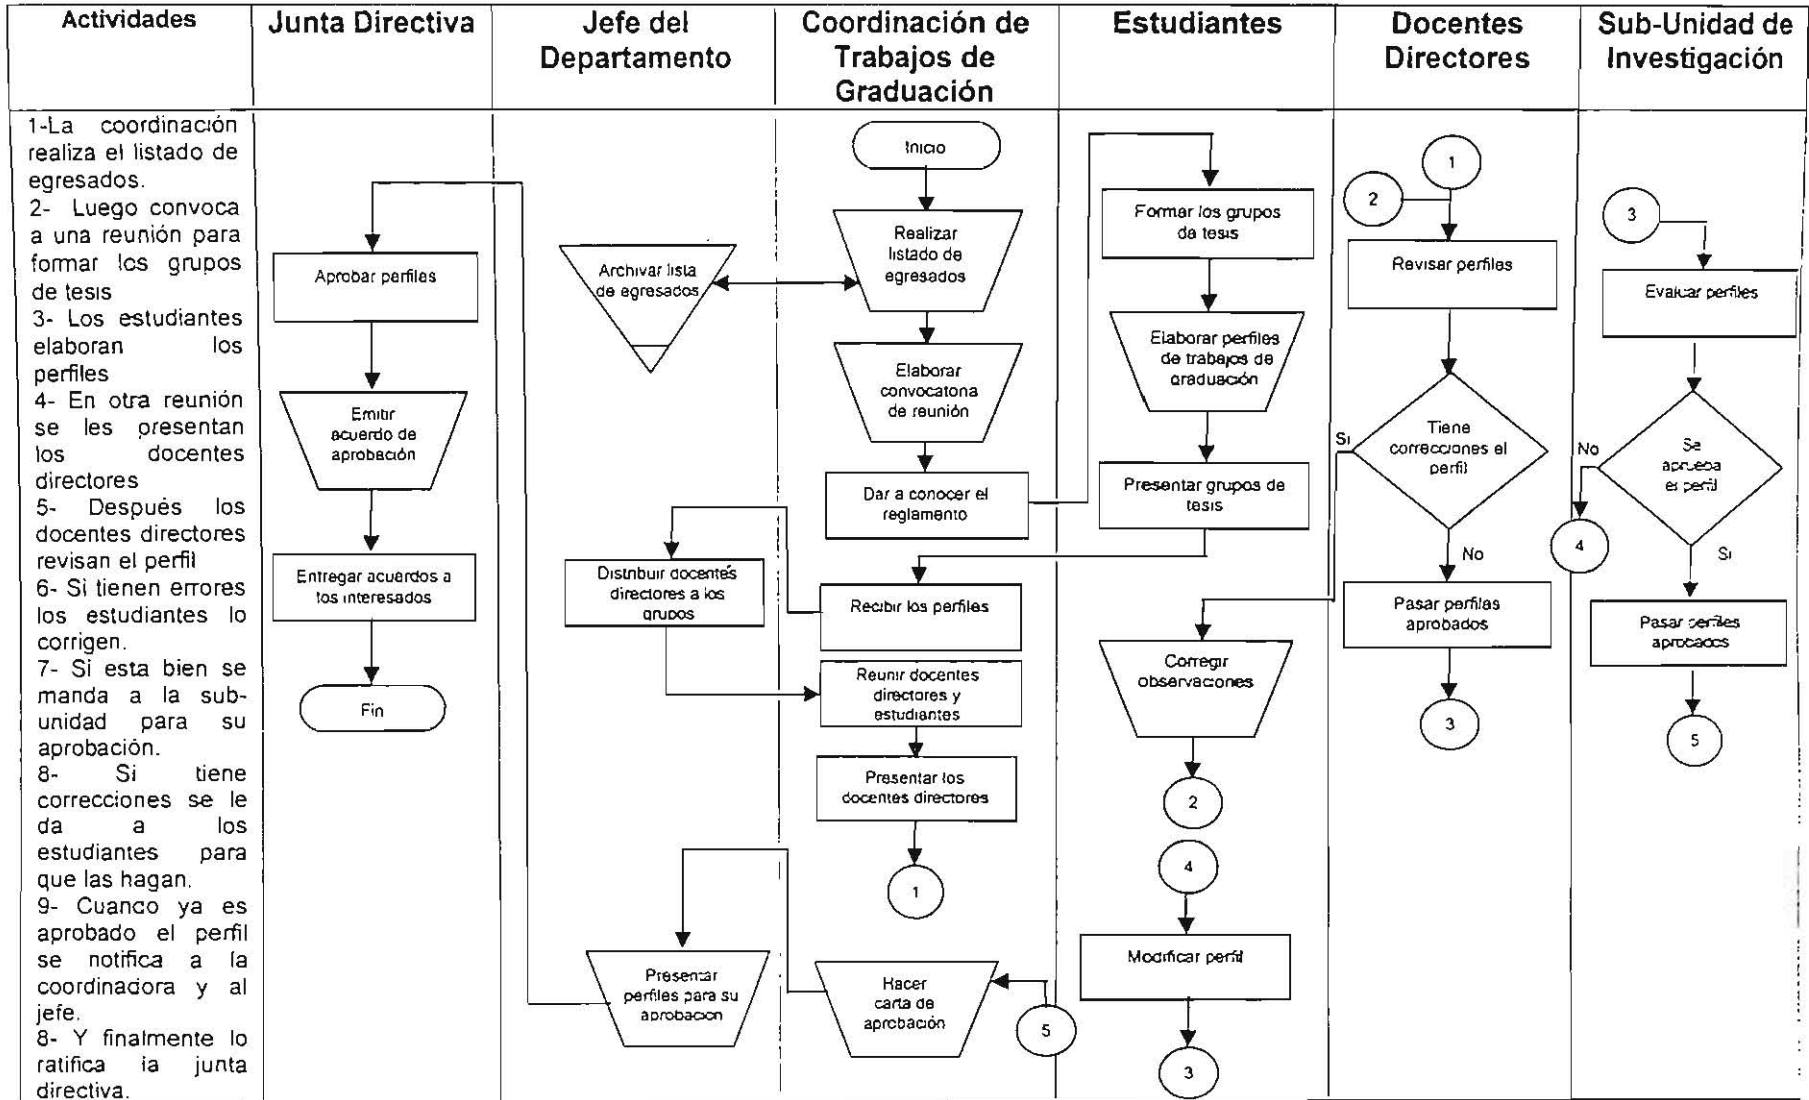 Actividades
Junta Directiva
Jefe del
Departamento
Coordinación de
Trabajos de
Graduación
Estudiantes
Docentes
Directores
Sub-Unidad de
Investigación
1-La coordinación
realiza el listado de
egresados.
2- Luego convoca
a una reunión para
formar los grupos
de tesis
3- Los estudiantes
elaboran los
perfiles
4- En otra reunión
se les presentan
los docentes
directores
5- Después los
docentes directores
revisan el perfil
6- Si tienen errores
los estudiantes lo
corrigen.
7- Si esta bien se
manda a la sub-
unidad para su
aprobación.
8- Si tiene
correcciones se le
da a los
estudiantes para
que las hagan.
9- Cuando ya es
aprobado el perfil
se notifica a la
coordinadora y al
jefe.
8- Y finalmente lo
ratifica la junta
directiva.
Aprobar perfiles
Emitir
acuerdo de
aprobación
Entregar acuerdos a
los interesados
Fin
Archivar lista
de egresados
Distribuir docentes
directores a los
grupos
Presentar
perfiles para su
aprobacion
Inicio
Realizar
listado de
egresados
Elaborar
convocatoria
de reunión
Dar a conocer el
reglamento
Recibir los perfiles
Reunir docentes
directores y
estudiantes
Presentar los
docentes directores
1
Hacer
carta de
aprobación
5
Formar los grupos
de tesis
Elaborar perfiles
de trabajos de
graduación
Presentar grupos de
tesis
Corregir
observaciones
2
4
Modificar perfil
3
1
2
Revisar perfiles
Tiene
correcciones el
perfil
Si
No
Pasar perfiles
aprobados
3
3
Evaluar perfiles
Se
aprueba
el perfil
No
4
Si
Pasar perfiles
aprobados
5